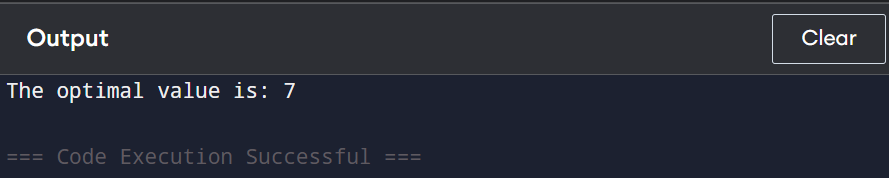 Output
Clear
The optimal value is: 7
=== Code Execution Successful ===